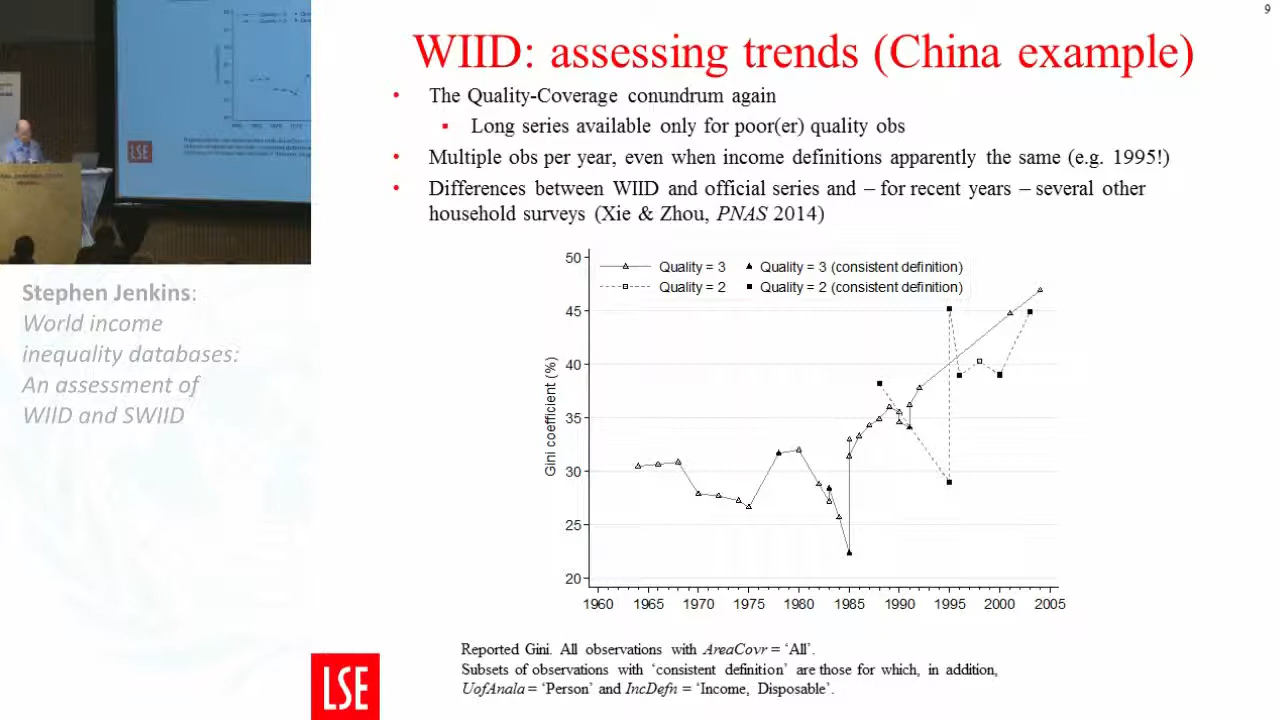 9
WIID: assessing trends (China example)
• The Quality-Coverage conundrum again
▪ Long series available only for poor(er) quality obs
• Multiple obs per year, even when income definitions apparently the same (e.g. 1995!)
• Differences between WIID and official series and – for recent years – several other
household surveys (Xie & Zhou, PNAS 2014)
LSE
Stephen Jenkins:
World income
inequality databases:
An assessment of
WIID and SWIID
Quality = 3 Quality = 3 (consistent definition)
Quality = 2 Quality = 2 (consistent definition)
Gini coefficient (%)
50
45
40
35
30
25
20
1960 1965 1970 1975 1980 1985 1990 1995 2000 2005
Reported Gini. All observations with AreaCovr = ‘All’.
Subsets of observations with ‘consistent definition’ are those for which, in addition,
UofAnala = ‘Person’ and IncDefn = ‘Income, Disposable’.
LSE